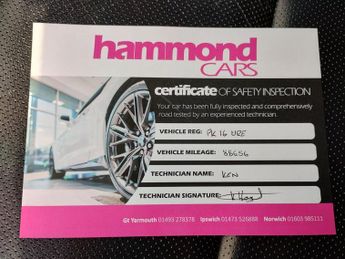 hammond
CARS
certificate OF SAFETY INSPECTION
Your car has been fully inspected and comprehensively
road tested by an experienced technician.
VEHICLE REG: PK16 URE
VEHICLE MILEAGE: 88656
TECHNICIAN NAME: KEN
TECHNICIAN SIGNATURE:
Gt Yarmouth 01493 278378 Ipswich 01473 526888 Norwich 01603 985111